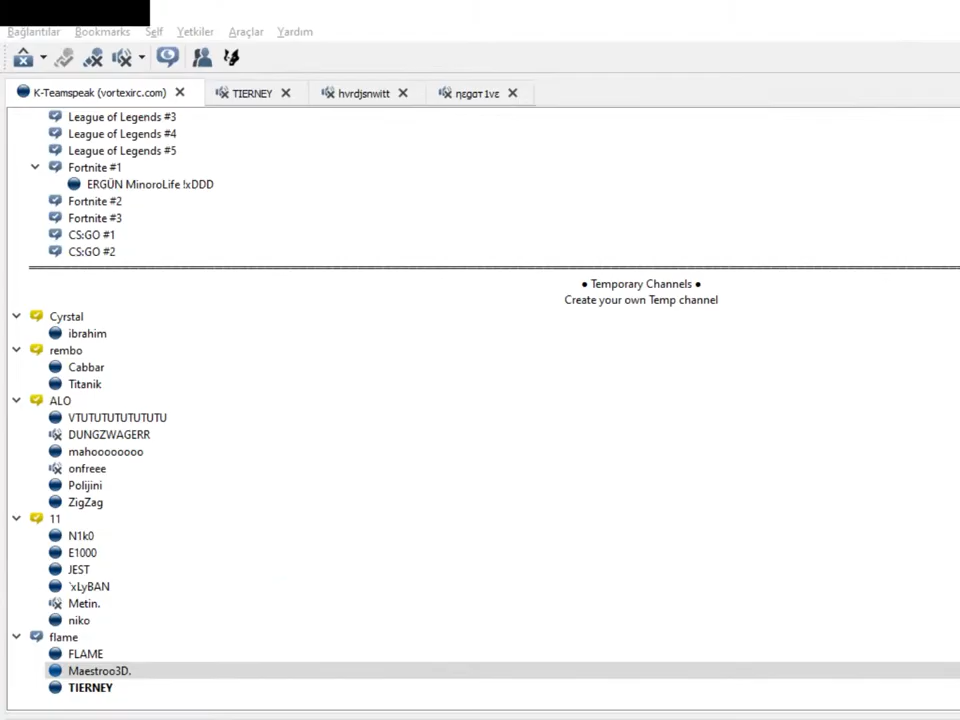 Bağlantılar Bookmarks Self Yetkiler Araçlar Yardım
K-Teamspeak (vortexirc.com) TIERNEY hvrdjsnwitt ηεgατ1vε
League of Legends #3
League of Legends #4
League of Legends #5
Fortnite #1
ERGÜN MinoroLife !xDDD
Fortnite #2
Fortnite #3
CS:GO #1
CS:GO #2
● Temporary Channels ●
Create your own Temp channel
Cyrstal
ibrahim
rembo
Cabbar
Titanik
ALO
VTUTUTUTUTUTUTU
DUNGZWAGERR
mahoooooooo
onfreee
Polijini
ZigZag
11
N1k0
E1000
JEST
`xLyBAN
Metin.
niko
flame
FLAME
Maestroo3D.
TIERNEY